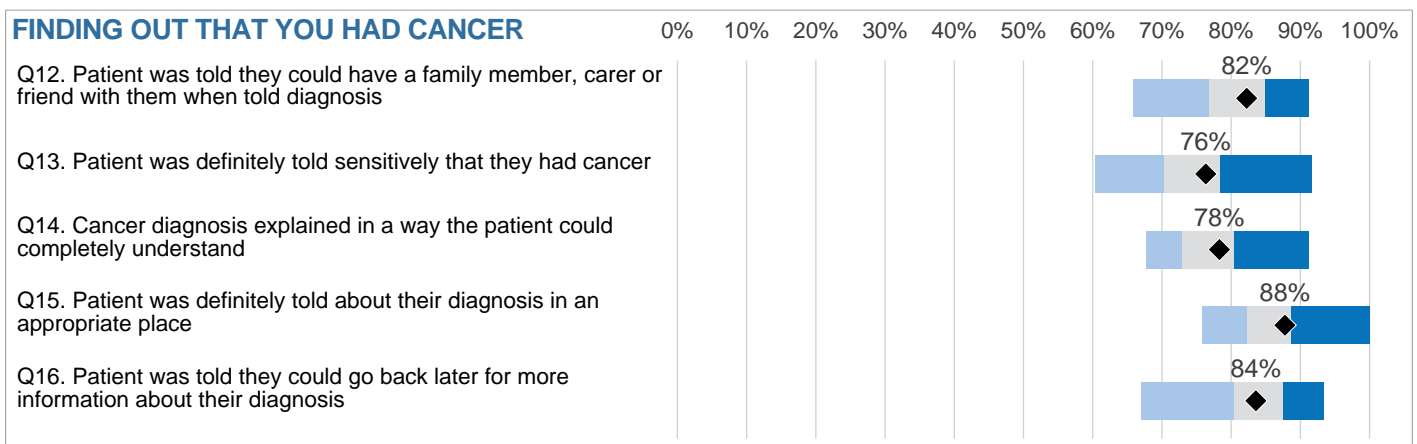 FINDING OUT THAT YOU HAD CANCER 0% 10% 20% 30% 40% 50% 60% 70% 80% 90% 100%
Q12. Patient was told they could have a family member, carer or
friend with them when told diagnosis
82%
Q13. Patient was definitely told sensitively that they had cancer
76%
Q14. Cancer diagnosis explained in a way the patient could
completely understand
78%
Q15. Patient was definitely told about their diagnosis in an
appropriate place
88%
Q16. Patient was told they could go back later for more
information about their diagnosis
84%